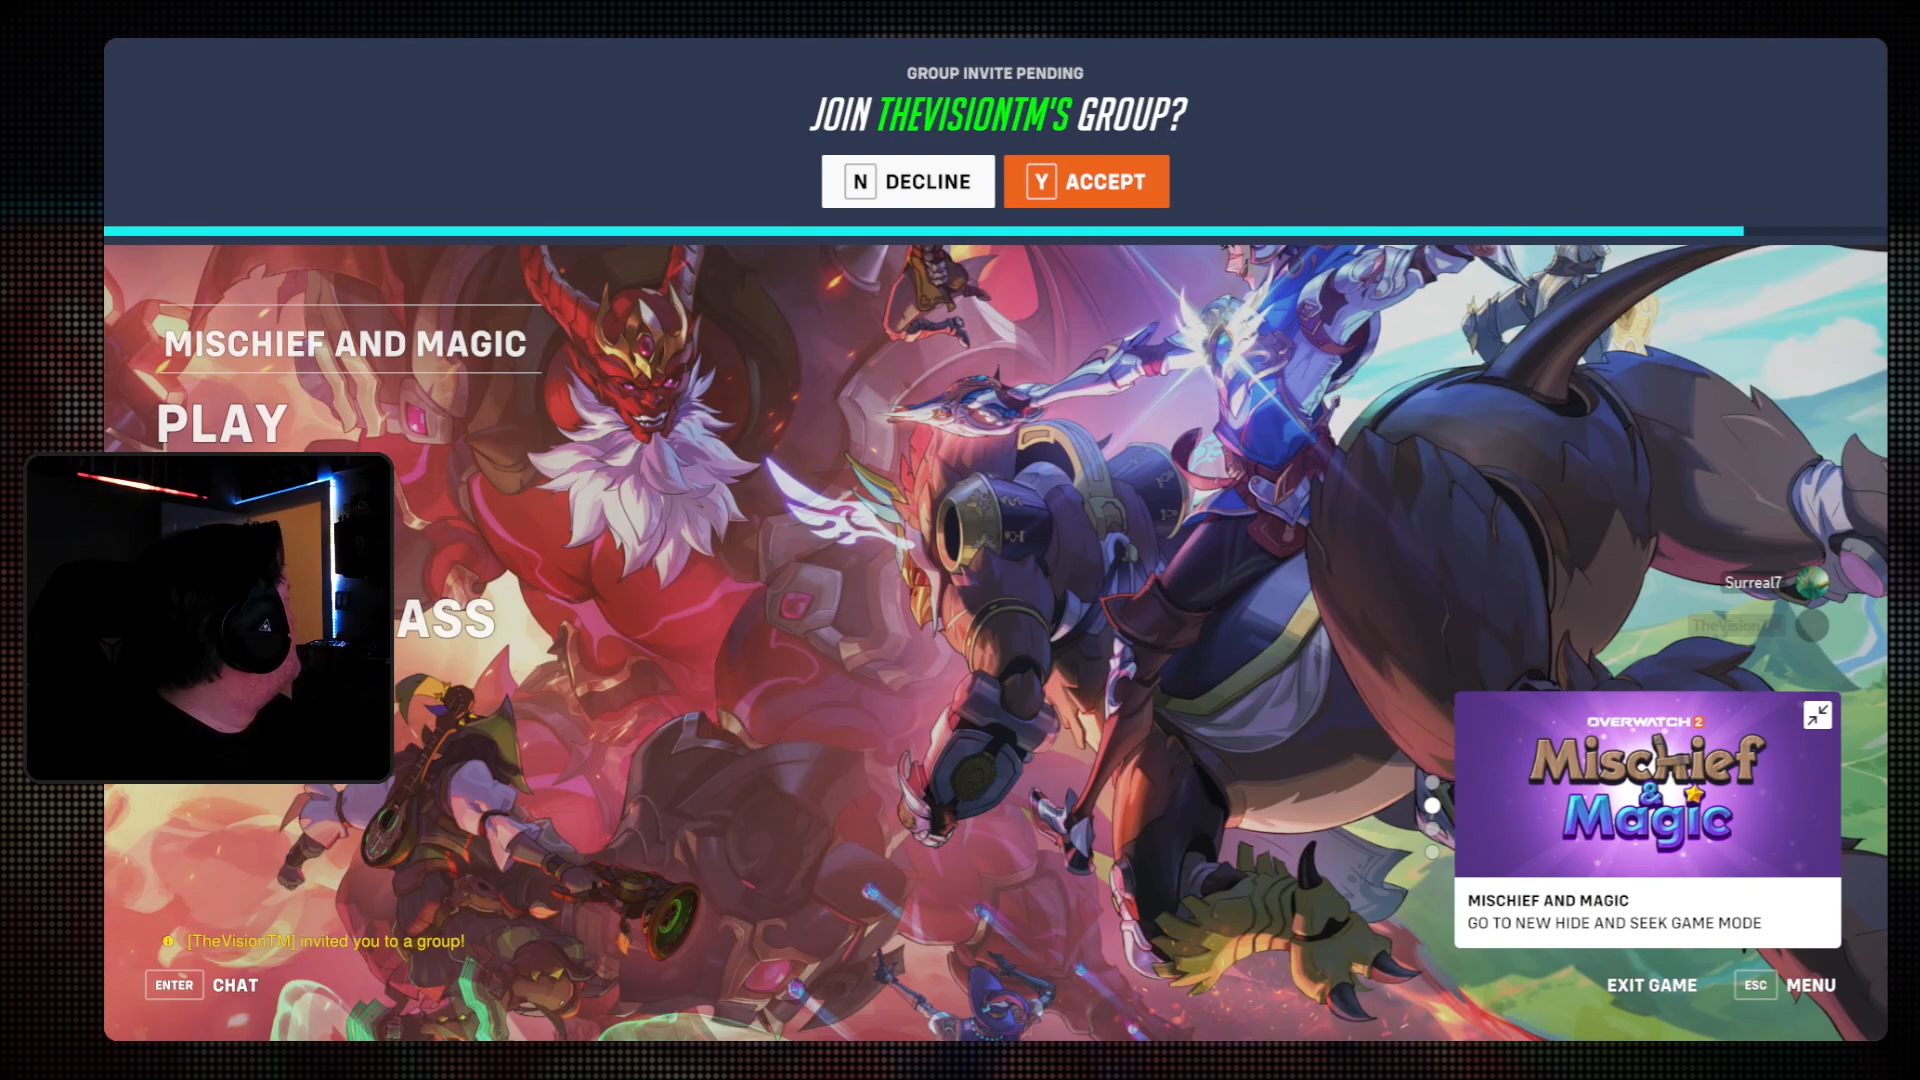 GROUP INVITE PENDING
JOIN THEVISIONTM'S GROUP?
N DECLINE
Y ACCEPT
MISCHIEF AND MAGIC
PLAY
ASS
Surreal7
TheVisionTM
OVERWATCH 2
Mischief
&
Magic
MISCHIEF AND MAGIC
GO TO NEW HIDE AND SEEK GAME MODE
[TheVisionTM] invited you to a group!
ENTER CHAT
EXIT GAME
ESC MENU